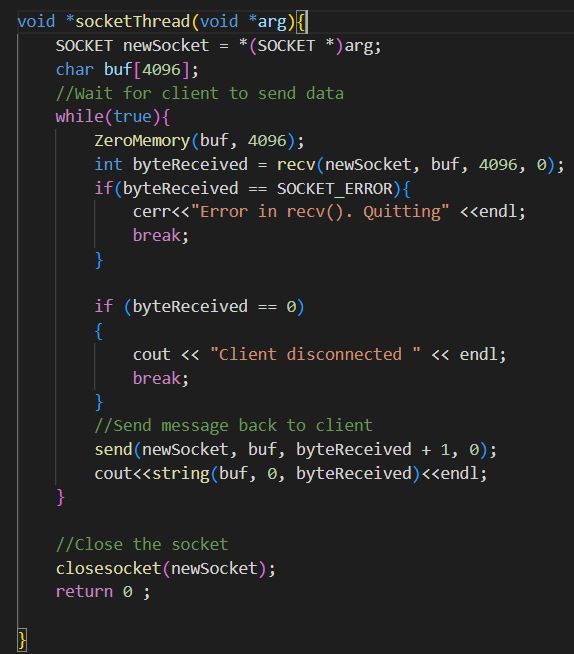 void *socketThread(void *arg){
    SOCKET newSocket = *(SOCKET *)arg;
    char buf[4096];
    //Wait for client to send data
    while(true){
        ZeroMemory(buf, 4096);
        int byteReceived = recv(newSocket, buf, 4096, 0);
        if(byteReceived == SOCKET_ERROR){
            cerr<<"Error in recv(). Quitting" <<endl;
            break;
        }

        if (byteReceived == 0)
        {
            cout << "Client disconnected " << endl;
            break;
        }
        //Send message back to client
        send(newSocket, buf, byteReceived + 1, 0);
        cout<<string(buf, 0, byteReceived)<<endl;
    }

    //Close the socket
    closesocket(newSocket);
    return 0 ;

}